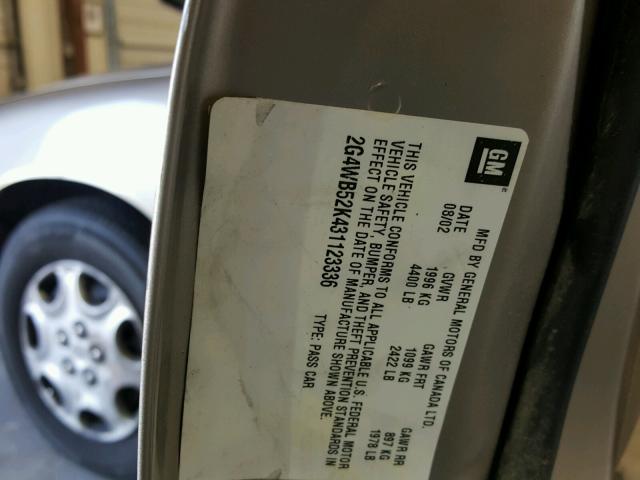 GM
MFD BY GENERAL MOTORS OF CANADA LTD.
DATE GVWR GAWR FRT GAWR RR
08/02 1996 KG 1099 KG 897 KG
4400 LB 2422 LB 1978 LB
THIS VEHICLE CONFORMS TO ALL APPLICABLE U.S. FEDERAL MOTOR
VEHICLE SAFETY, BUMPER, AND THEFT PREVENTION STANDARDS IN
EFFECT ON THE DATE OF MANUFACTURE SHOWN ABOVE.
2G4WB52K431123336 TYPE: PASS CAR